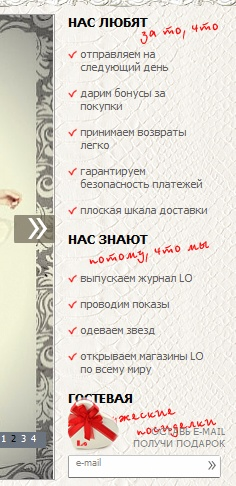 НАС ЛЮБЯТ
за то, что
отправляем на
следующий день
дарим бонусы за
покупки
принимаем возвраты
легко
гарантируем
безопасность платежей
плоская шкала доставки
НАС ЗНАЮТ
потому, что мы
выпускаем журнал LO
проводим показы
одеваем звезд
открываем магазины LO
по всему миру
ГОСТЕВАЯ
жеские
посиделки
ОСТАВЬ E-MAIL
ПОЛУЧИ ПОДАРОК
1 2 3 4
e-mail